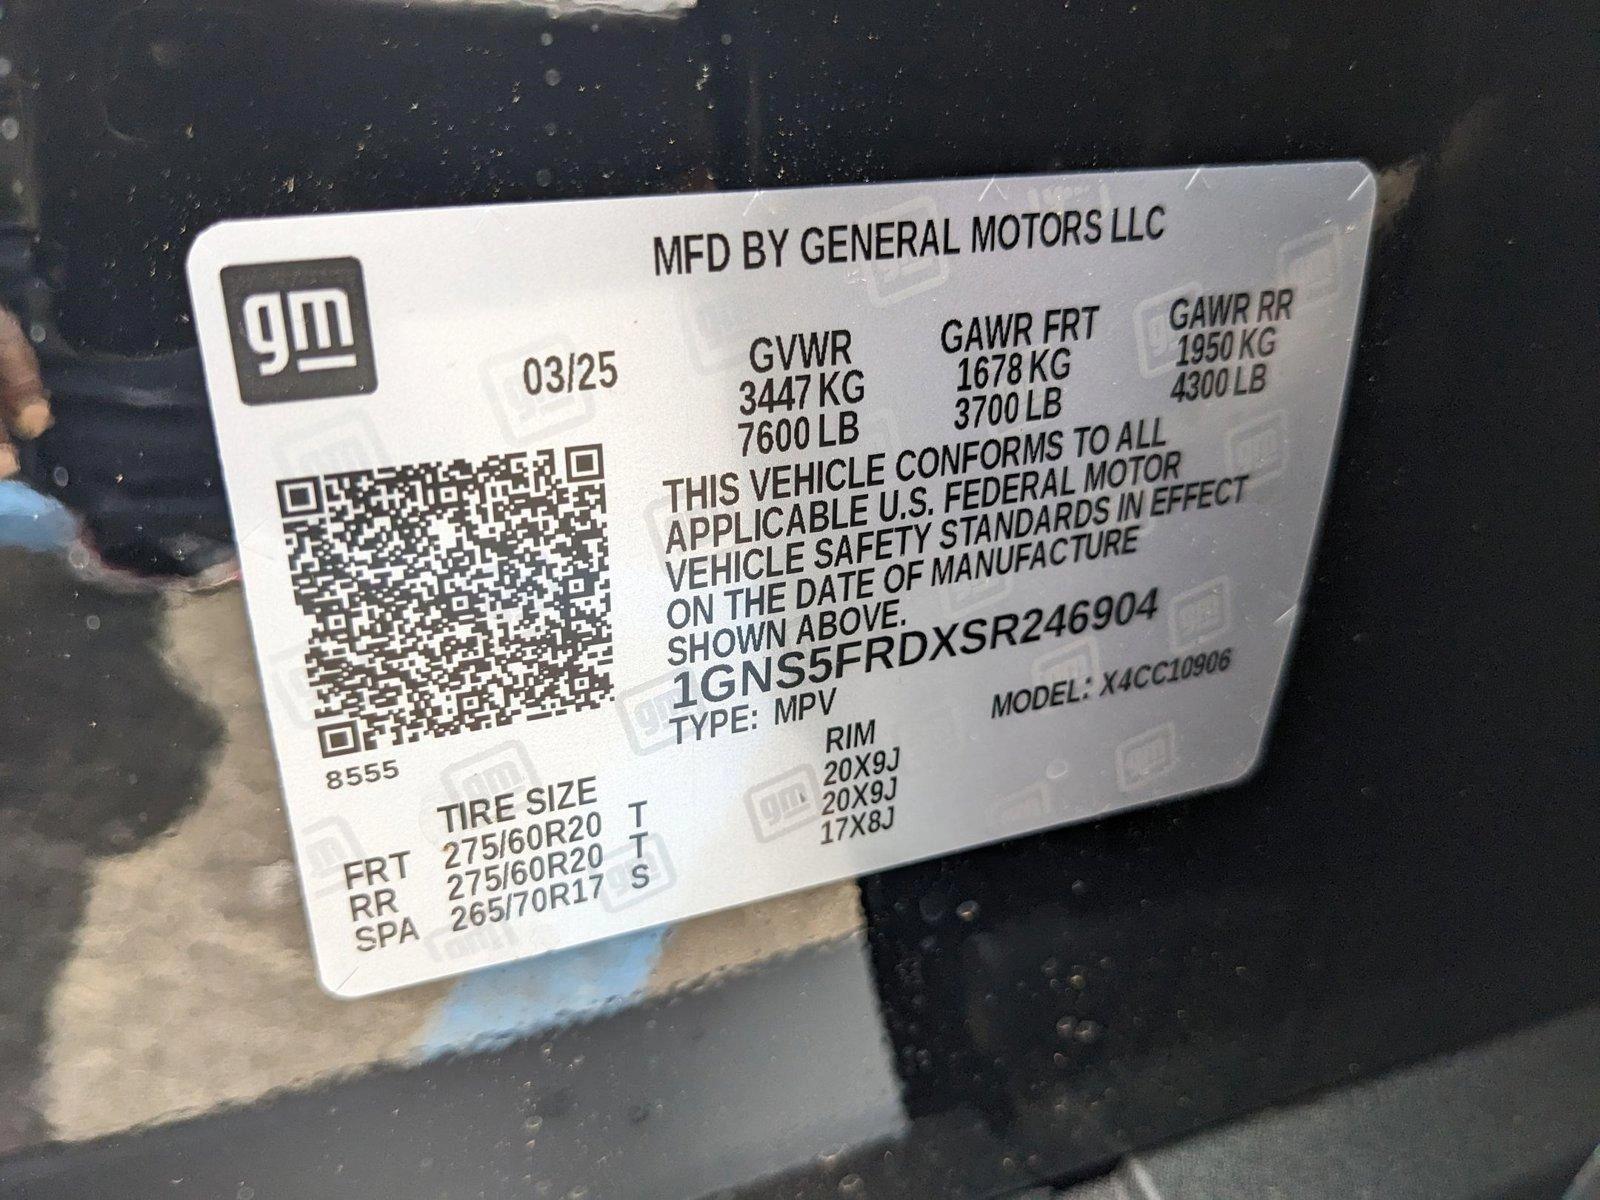 MFD BY GENERAL MOTORS LLC
gm
03/25
GVWR GAWR FRT GAWR RR
3447 KG 1678 KG 1950 KG
7600 LB 3700 LB 4300 LB
THIS VEHICLE CONFORMS TO ALL
APPLICABLE U.S. FEDERAL MOTOR
VEHICLE SAFETY STANDARDS IN EFFECT
ON THE DATE OF MANUFACTURE
SHOWN ABOVE.
1GNS5FRDXSR246904
TYPE: MPV MODEL: X4CC10906
8555
TIRE SIZE RIM
FRT 275/60R20 T 20X9J
RR 275/60R20 T 20X9J
SPA 265/70R17 S 17X8J